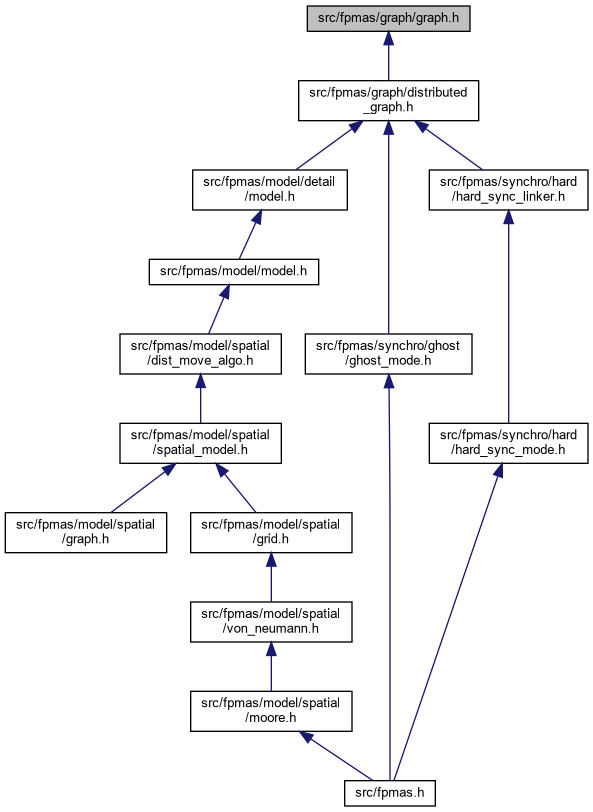 src/fpmas/graph/graph.h
src/fpmas/graph/distributed
_graph.h
src/fpmas/model/detail
/model.h
src/fpmas/synchro/hard
/hard_sync_linker.h
src/fpmas/model/model.h
src/fpmas/model/spatial
/dist_move_algo.h
src/fpmas/synchro/ghost
/ghost_mode.h
src/fpmas/model/spatial
/spatial_model.h
src/fpmas/synchro/hard
/hard_sync_mode.h
src/fpmas/model/spatial
/graph.h
src/fpmas/model/spatial
/grid.h
src/fpmas/model/spatial
/von_neumann.h
src/fpmas/model/spatial
/moore.h
src/fpmas.h